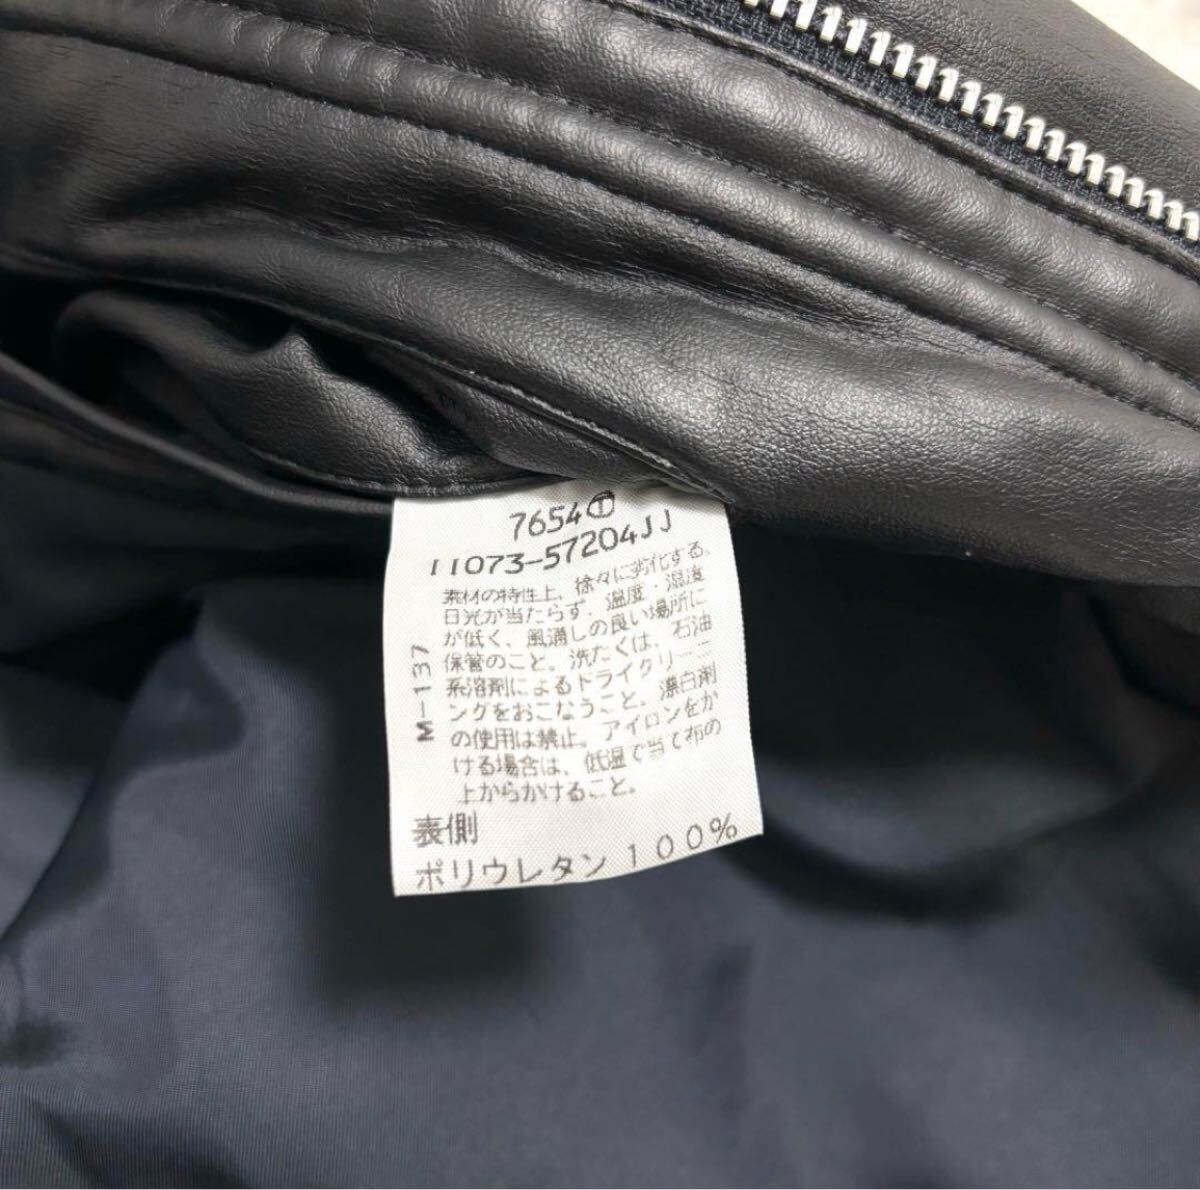 7654Ⓣ
11073-57204JJ
素材の特性上、徐々に劣化する。
日光が当たらず、温度・湿度
が低く、風通しの良い場所に
保管のこと。洗たくは、石油
系溶剤によるドライクリーニ
ングをおこなうこと。漂白剤
の使用は禁止。アイロンをか
ける場合は、低温で当て布の
上からかけること。
M-137
表側
ポリウレタン100%